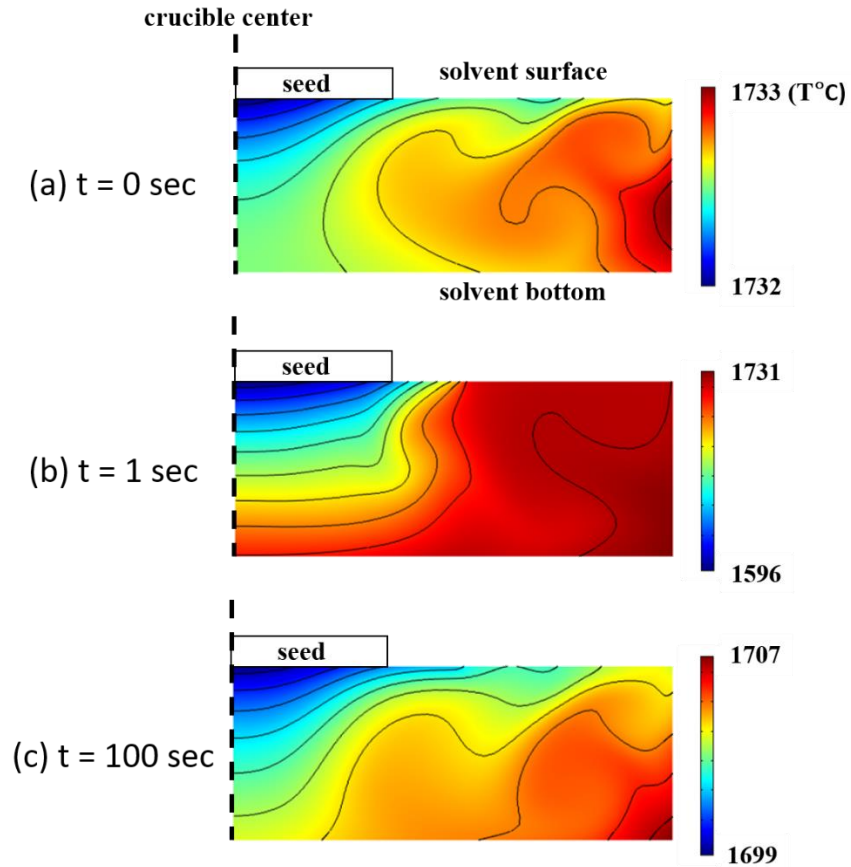 crucible center
seed
solvent surface
1733 (T°C)
(a) t = 0 sec
1732
solvent bottom
seed
1731
(b) t = 1 sec
1596
seed
1707
(c) t = 100 sec
1699